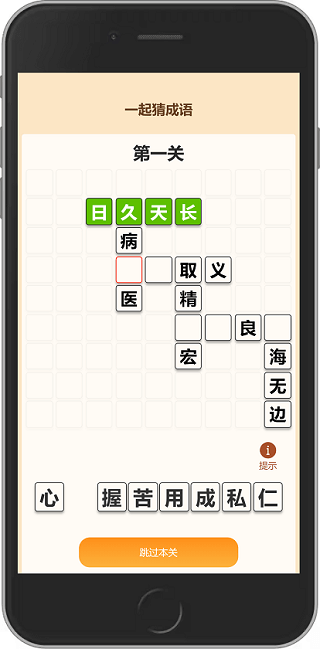 一起猜成语
第一关
日久天长
病
取义
医 精
良
宏 海
无
边
i
提示
心 握苦用成私仁
跳过本关